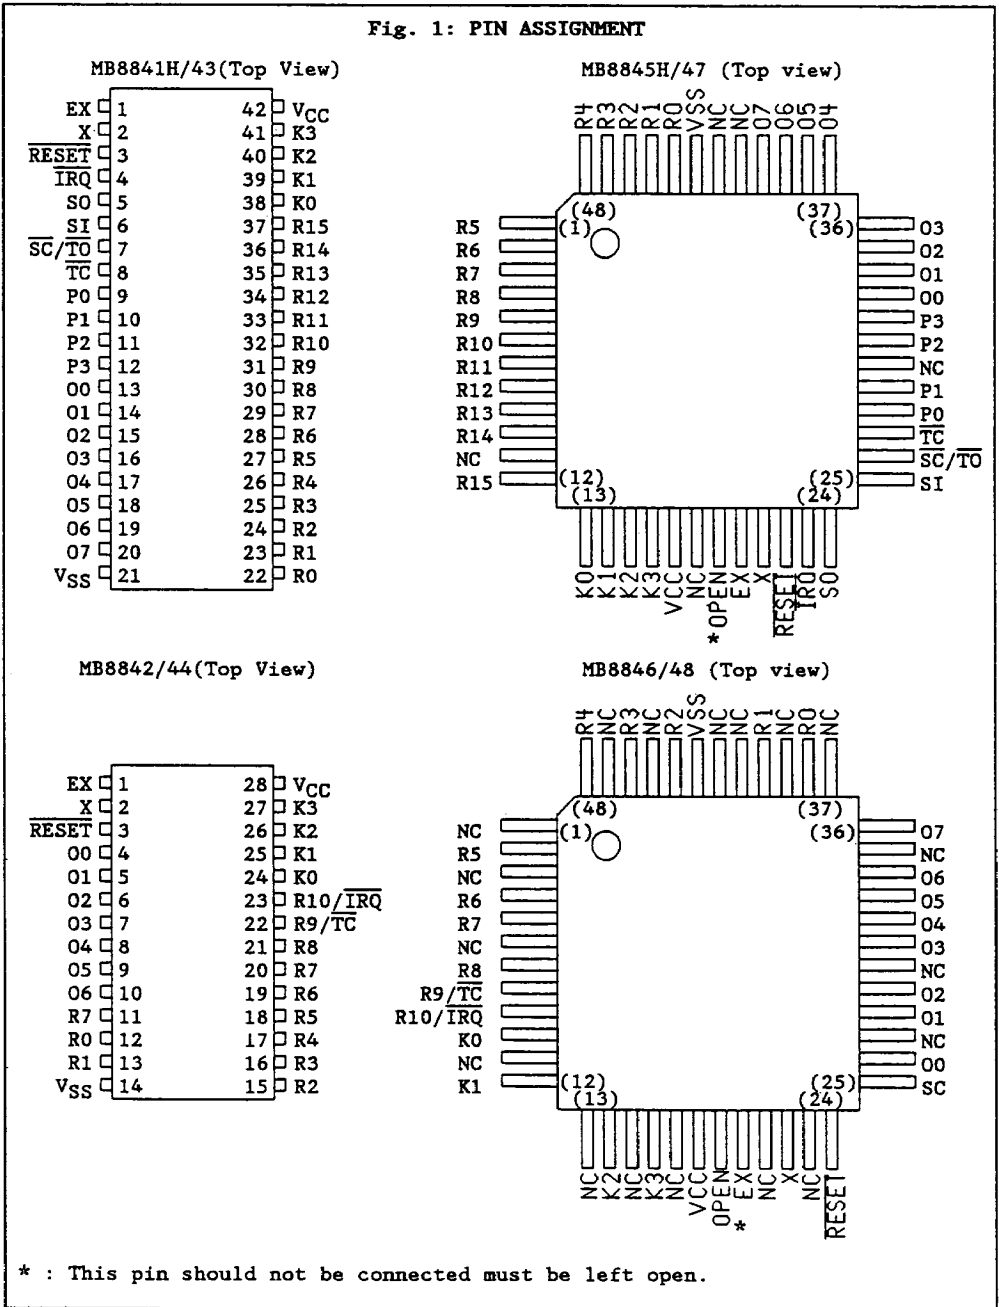 Fig. 1: PIN ASSIGNMENT
MB8841H/43(Top View)
EX 1 42 VCC
X 2 41 K3
RESET 3 40 K2
IRQ 4 39 K1
SO 5 38 K0
SI 6 37 R15
SC/TO 7 36 R14
TC 8 35 R13
P0 9 34 R12
P1 10 33 R11
P2 11 32 R10
P3 12 31 R9
O0 13 30 R8
O1 14 29 R7
O2 15 28 R6
O3 16 27 R5
O4 17 26 R4
O5 18 25 R3
O6 19 24 R2
O7 20 23 R1
VSS 21 22 R0
MB8845H/47 (Top view)
R4 R3 R2 R1 R0 VSS NC NC O7 O6 O5 O4
(48) (37)
R5 (1) (36) O3
R6 O2
R7 O1
R8 O0
R9 P3
R10 P2
R11 NC
R12 P1
R13 P0
R14 TC
NC SC/TO
R15 (12) (25) SI
(13) (24)
K0 K1 K2 K3 VCC NC *OPEN EX X RESET IRQ SO
MB8842/44(Top View)
EX 1 28 VCC
X 2 27 K3
RESET 3 26 K2
O0 4 25 K1
O1 5 24 K0
O2 6 23 R10/IRQ
O3 7 22 R9/TC
O4 8 21 R8
O5 9 20 R7
O6 10 19 R6
R7 11 18 R5
R0 12 17 R4
R1 13 16 R3
VSS 14 15 R2
MB8846/48 (Top view)
R4 NC R3 NC R2 VSS NC NC R1 NC R0 NC
(48) (37)
NC (1) (36) O7
R5 NC
NC O6
R6 O5
R7 O4
NC O3
R8 NC
R9/TC O2
R10/IRQ O1
K0 NC
NC O0
K1 (12) (25) SC
(13) (24)
NC K2 NC K3 NC VCC OPEN * EX NC X NC RESET
* : This pin should not be connected must be left open.